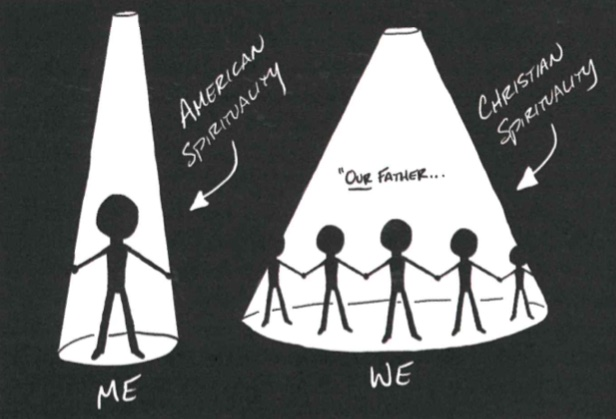 AMERICAN
SPIRITUALITY
ME
CHRISTIAN
SPIRITUALITY
"OUR FATHER...
WE